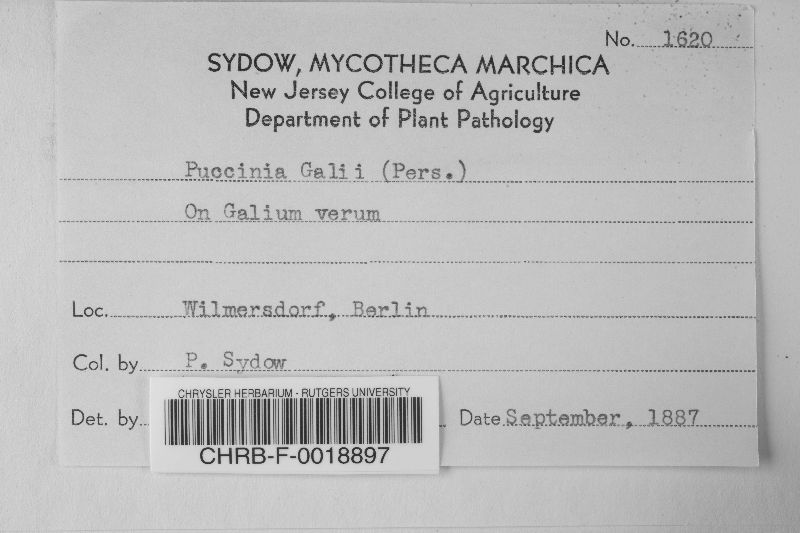 No. 1620
SYDOW, MYCOTHECA MARCHICA
New Jersey College of Agriculture
Department of Plant Pathology
Puccinia Galii (Pers.)
On Galium verum
Loc. Wilmersdorf, Berlin
Col. by P. Sydow
Det. by Date September, 1887
CHRYSLER HERBARIUM - RUTGERS UNIVERSITY
CHRB-F-0018897